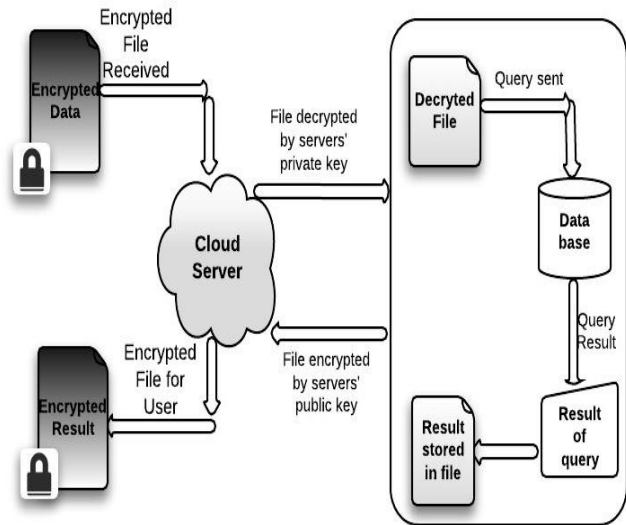 Encrypted
File
Received
Encrypted
Data
File decrypted
by servers'
private key
Decryted
File
Query sent
Data
base
Cloud
Server
Query
Result
Encrypted
File for
User
File encrypted
by servers'
public key
Encrypted
Result
Result
stored
in file
Result
of
query